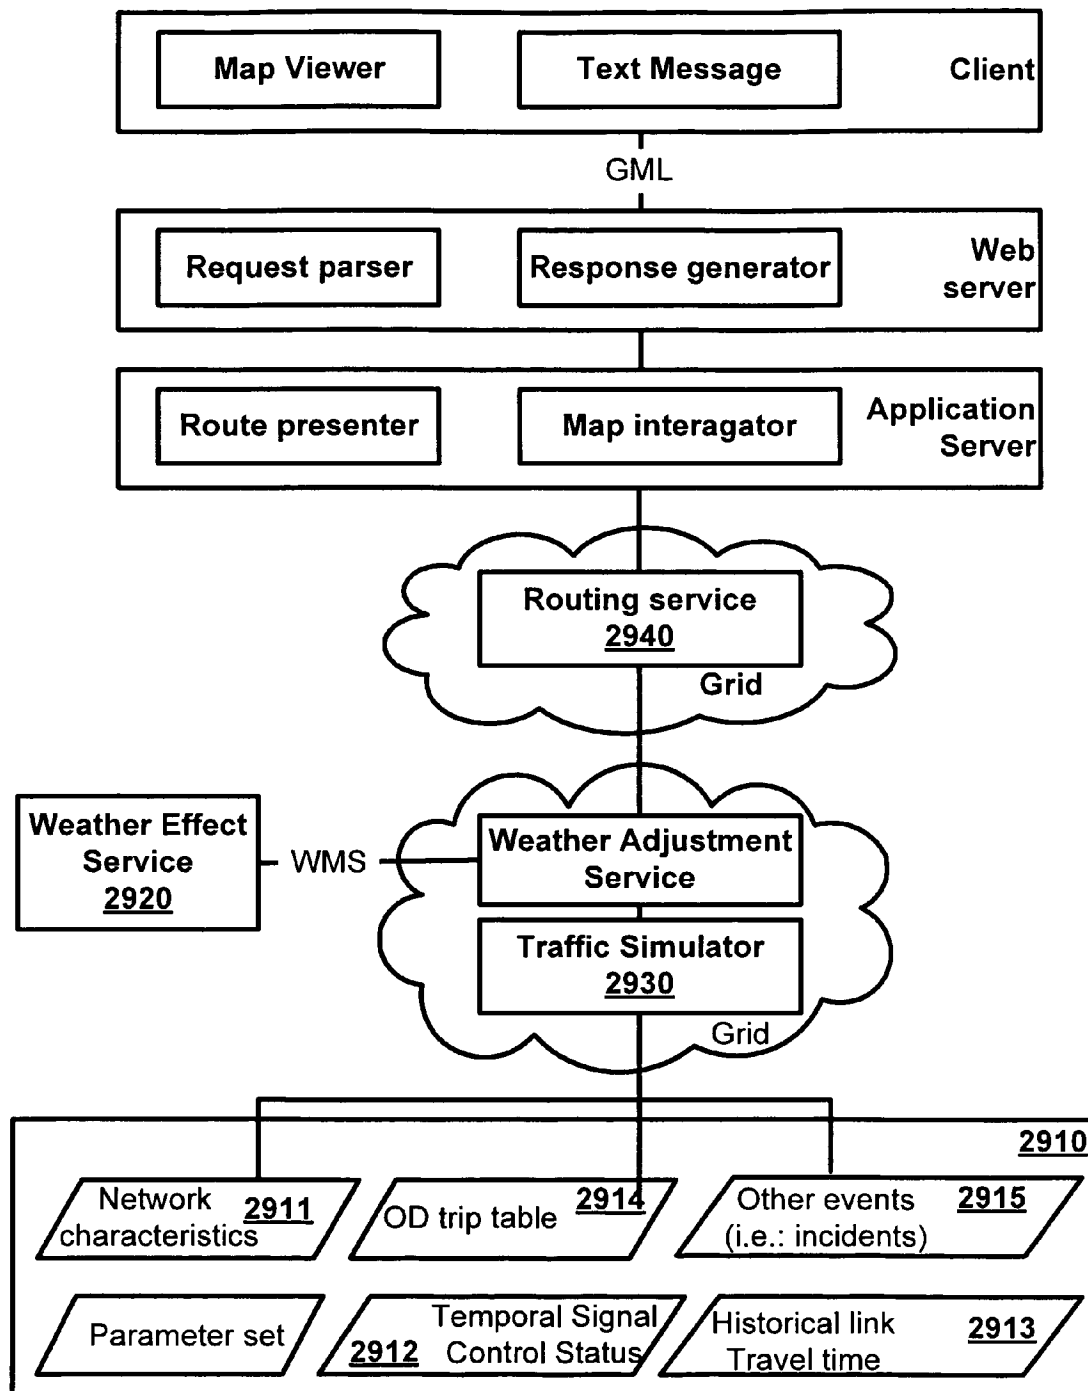 Map Viewer
Text Message
Client
GML
Request parser
Response generator
Web
server
Route presenter
Map interagator
Application
Server
Routing service
2940
Grid
Weather Effect
Service
2920
WMS
Weather Adjustment
Service
Traffic Simulator
2930
Grid
2910
Network
characteristics
2911
OD trip table
2914
Other events
(i.e.: incidents)
2915
Parameter set
Temporal Signal
Control Status
2912
Historical link
Travel time
2913